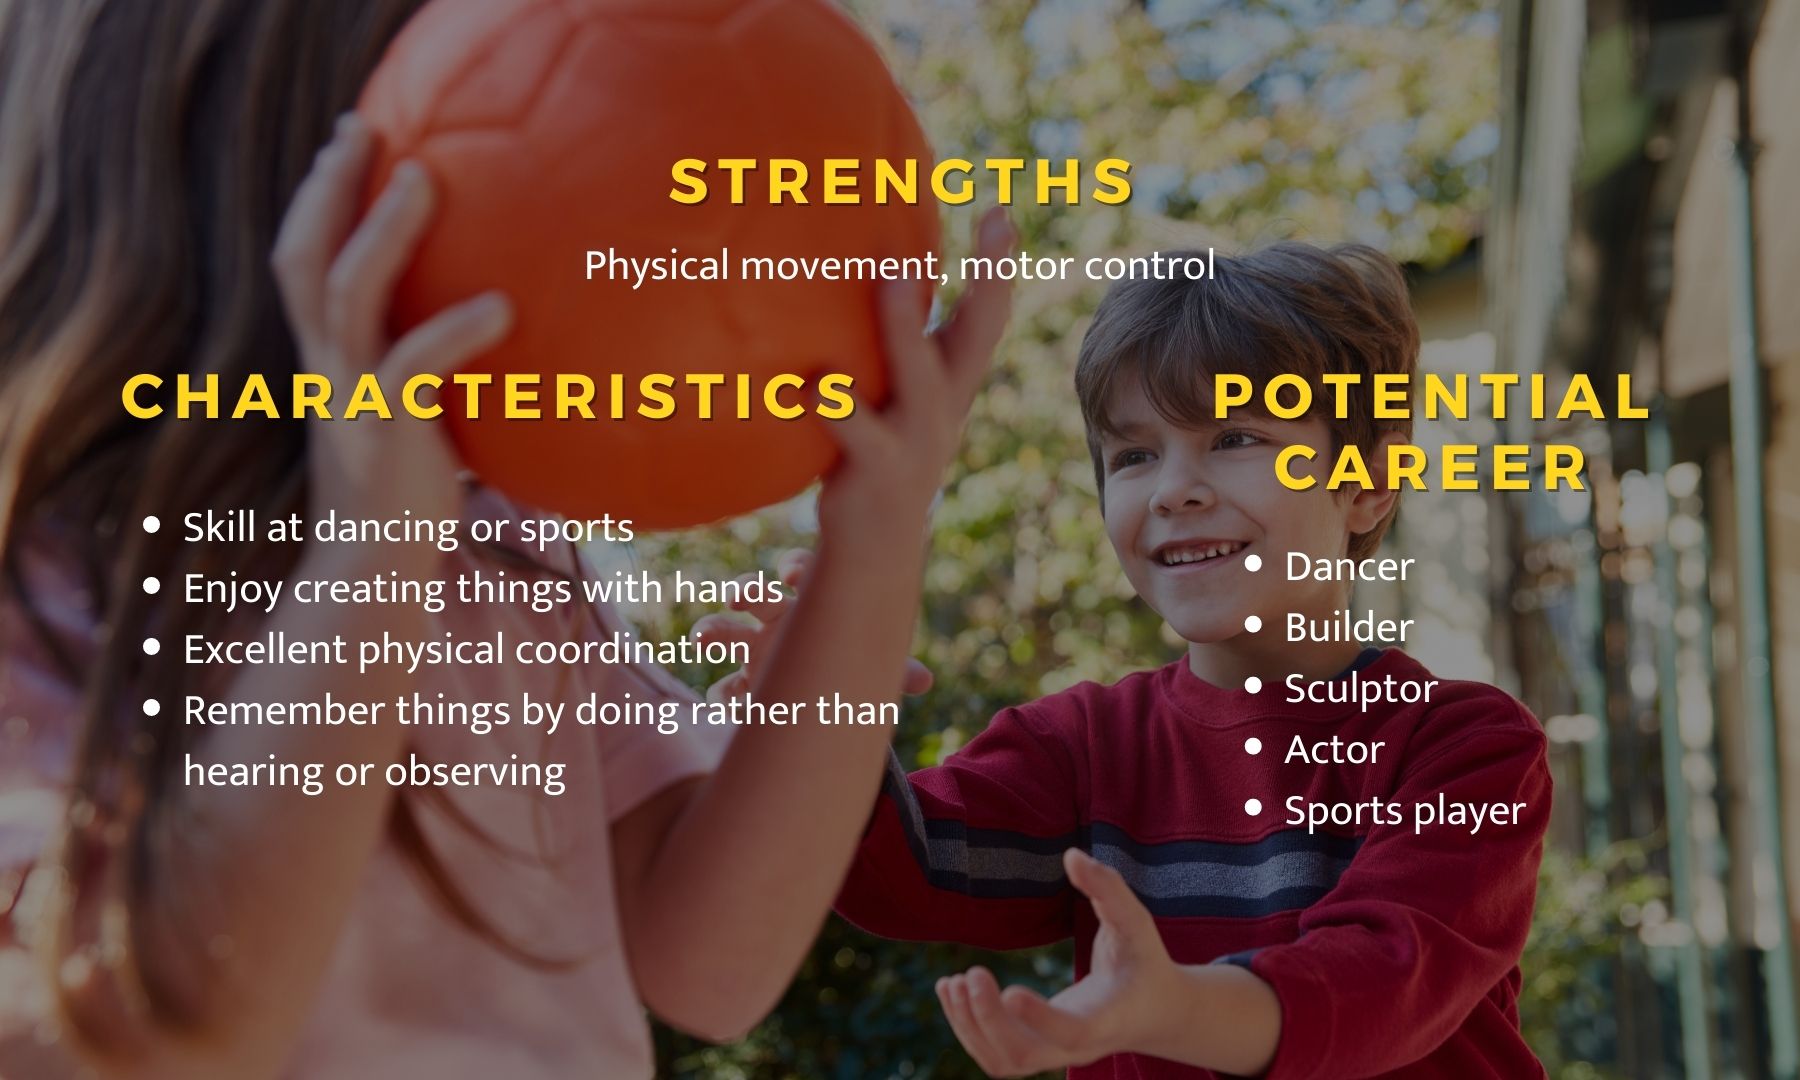 STRENGTHS
Physical movement, motor control
CHARACTERISTICS
• Skill at dancing or sports
• Enjoy creating things with hands
• Excellent physical coordination
• Remember things by doing rather than
hearing or observing
POTENTIAL
CAREER
• Dancer
• Builder
• Sculptor
• Actor
• Sports player